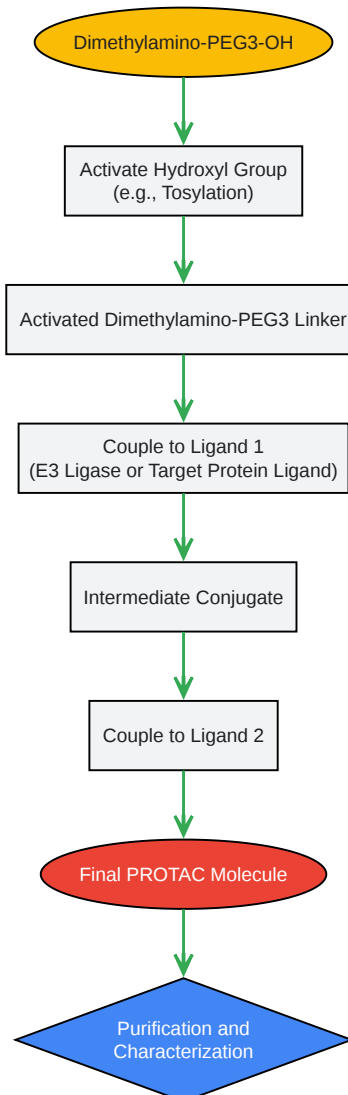 Dimethylamino-PEG3-OH
Activate Hydroxyl Group
(e.g., Tosylation)
Activated Dimethylamino-PEG3 Linker
Couple to Ligand 1
(E3 Ligase or Target Protein Ligand)
Intermediate Conjugate
Couple to Ligand 2
Final PROTAC Molecule
Purification and
Characterization